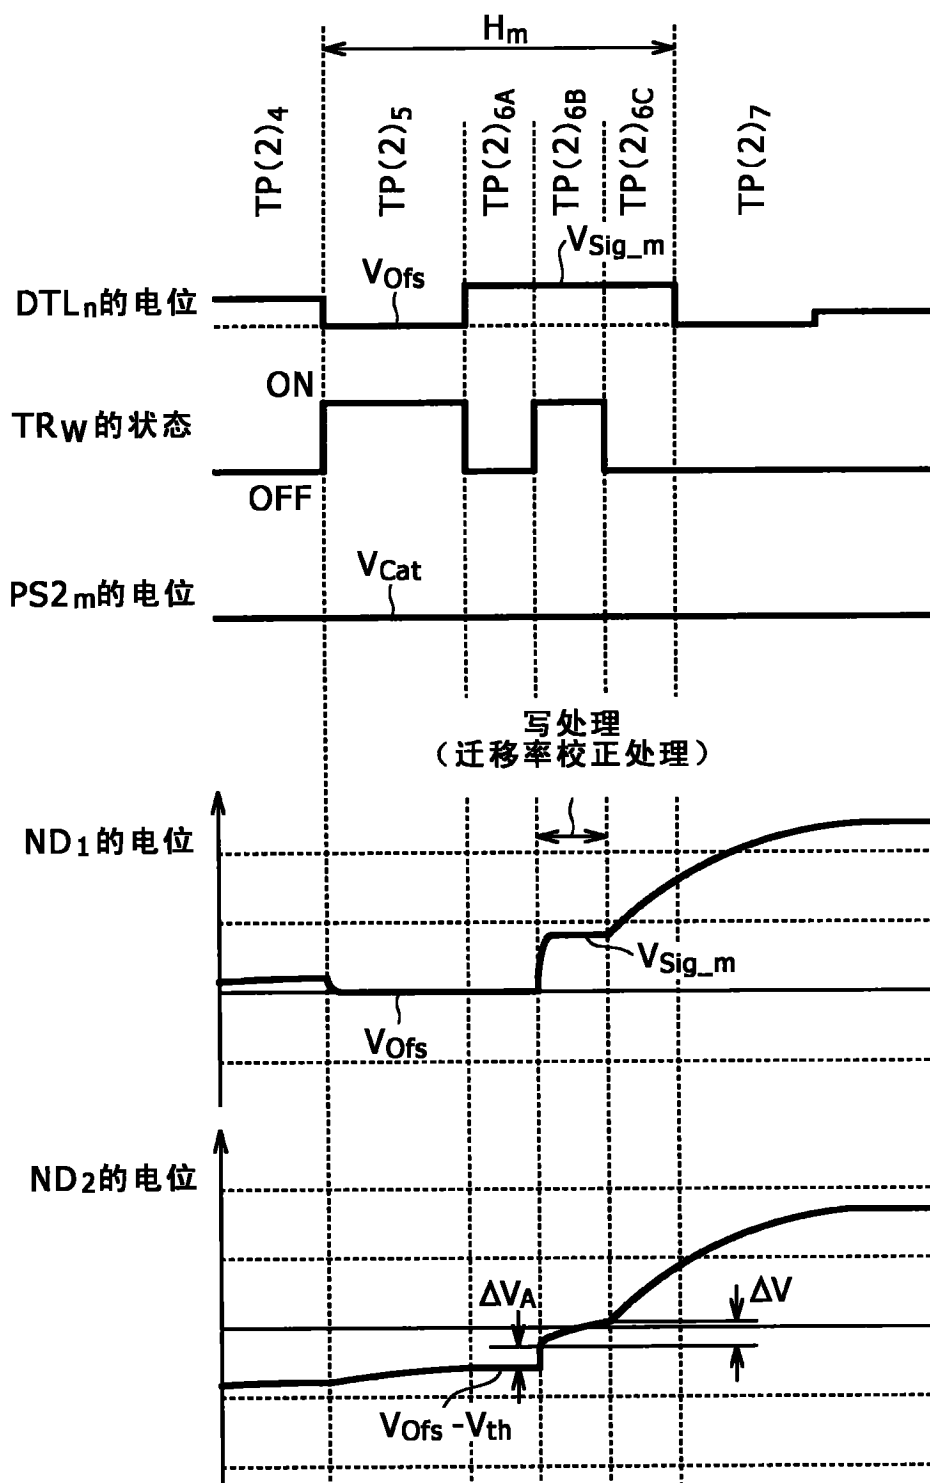 Hm
TP(2)4
TP(2)5
TP(2)6A
TP(2)6B
TP(2)6C
TP(2)7
VSig_m
VOfs
DTLn的电位
ON
TRW的状态
OFF
VCat
PS2m的电位
写处理
(迁移率校正处理)
ND1的电位
VSig_m
VOfs
ND2的电位
ΔVA
ΔV
VOfs-Vth